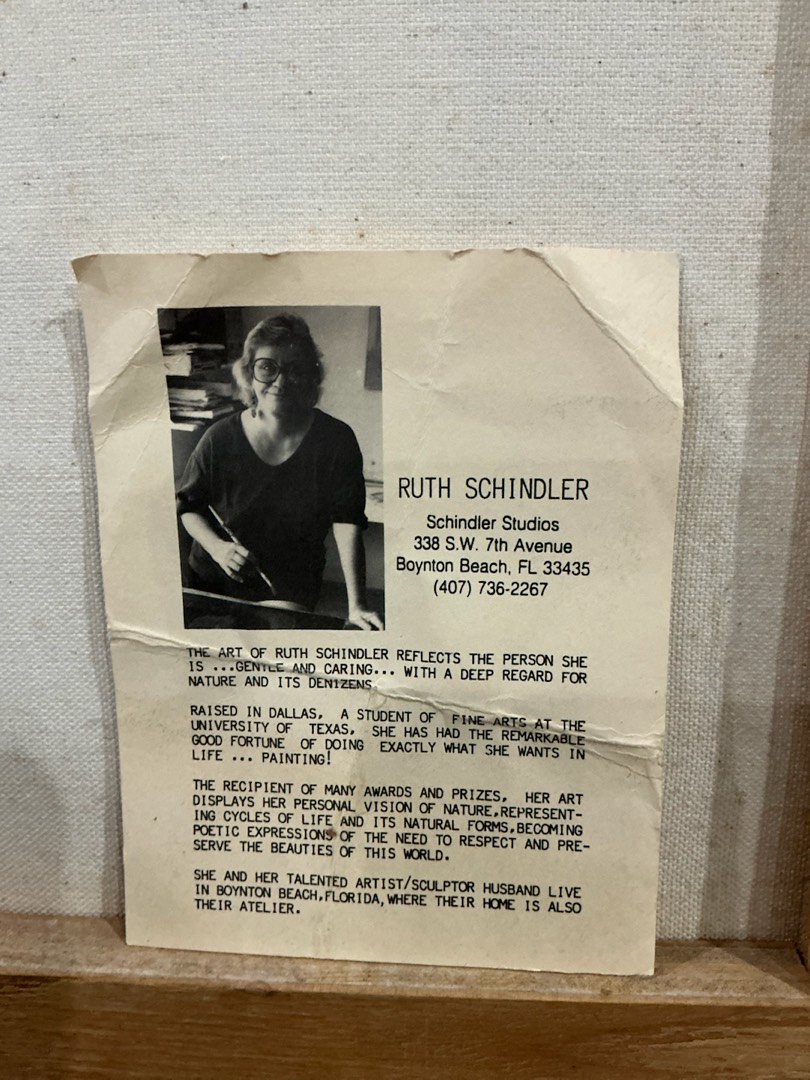 RUTH SCHINDLER
Schindler Studios
338 S.W. 7th Avenue
Boynton Beach, FL 33435
(407) 736-2267
THE ART OF RUTH SCHINDLER REFLECTS THE PERSON SHE
IS ...GENTLE AND CARING... WITH A DEEP REGARD FOR
NATURE AND ITS DENIZENS.
RAISED IN DALLAS, A STUDENT OF FINE ARTS AT THE
UNIVERSITY OF TEXAS, SHE HAS HAD THE REMARKABLE
GOOD FORTUNE OF DOING EXACTLY WHAT SHE WANTS IN
LIFE ... PAINTING!
THE RECIPIENT OF MANY AWARDS AND PRIZES, HER ART
DISPLAYS HER PERSONAL VISION OF NATURE,REPRESENT-
ING CYCLES OF LIFE AND ITS NATURAL FORMS,BECOMING
POETIC EXPRESSIONS OF THE NEED TO RESPECT AND PRE-
SERVE THE BEAUTIES OF THIS WORLD.
SHE AND HER TALENTED ARTIST/SCULPTOR HUSBAND LIVE
IN BOYNTON BEACH,FLORIDA,WHERE THEIR HOME IS ALSO
THEIR ATELIER.